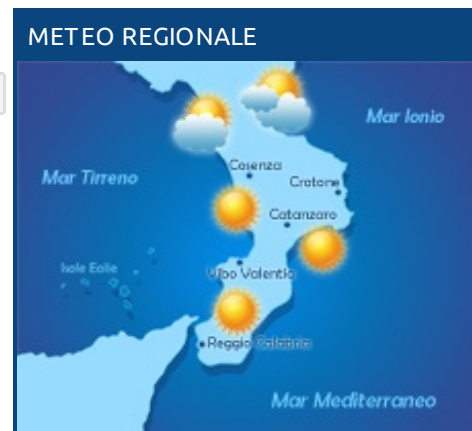 METEO REGIONALE
Mar Ionio
Cosenza
Mar Tirreno
Crotone
Catanzaro
Isole Eolie
Vibo Valentia
Reggio Calabria
Mar Mediterraneo